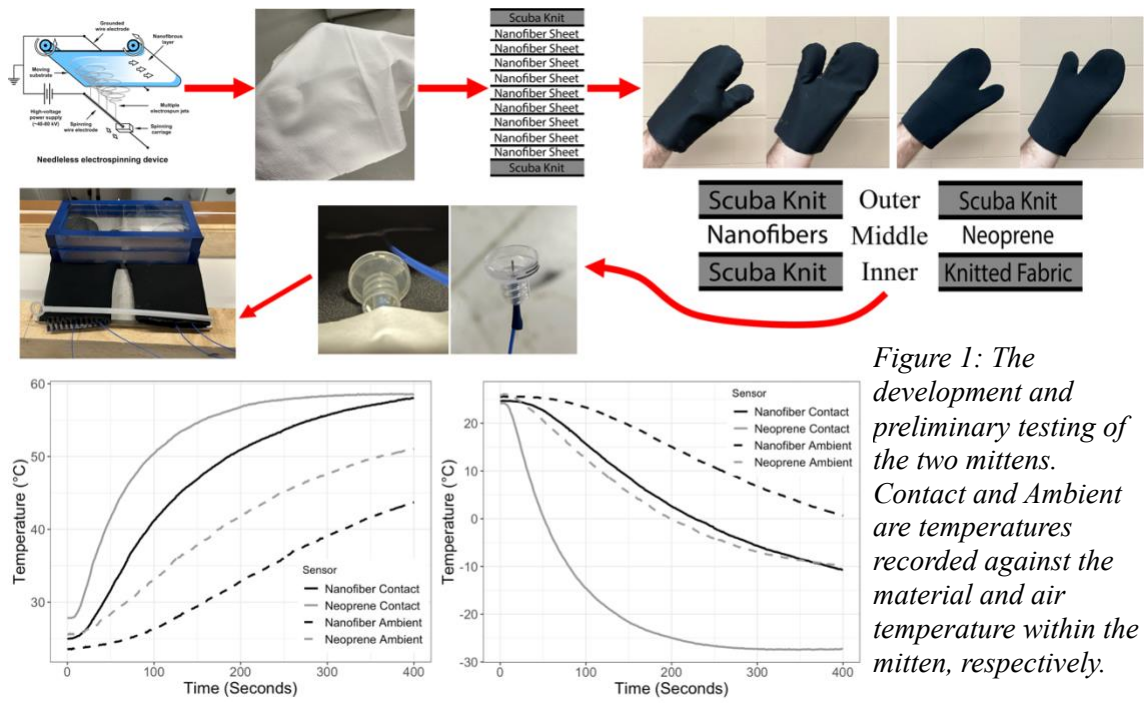 Grounded
wire electrode
Nanofibrous
layer
Moving
substrate
High-voltage
power supply
(~40-80 kV)
Spinning
wire electrode
Multiple
electrospun jets
Spinning
carriage
Needleless electrospinning device
Scuba Knit
Nanofiber Sheet
Nanofiber Sheet
Nanofiber Sheet
Nanofiber Sheet
Nanofiber Sheet
Nanofiber Sheet
Nanofiber Sheet
Nanofiber Sheet
Nanofiber Sheet
Scuba Knit
Scuba Knit Outer Scuba Knit
Nanofibers Middle Neoprene
Scuba Knit Inner Knitted Fabric
60
50
40
30
Temperature (°C)
Sensor
Nanofiber Contact
Neoprene Contact
Nanofiber Ambient
Neoprene Ambient
0 100 200 300 400
Time (Seconds)
20
10
0
-10
-20
-30
Temperature (°C)
Sensor
Nanofiber Contact
Neoprene Contact
Nanofiber Ambient
Neoprene Ambient
0 100 200 300 400
Time (Seconds)
Figure 1: The
development and
preliminary testing of
the two mittens.
Contact and Ambient
are temperatures
recorded against the
material and air
temperature within the
mitten, respectively.